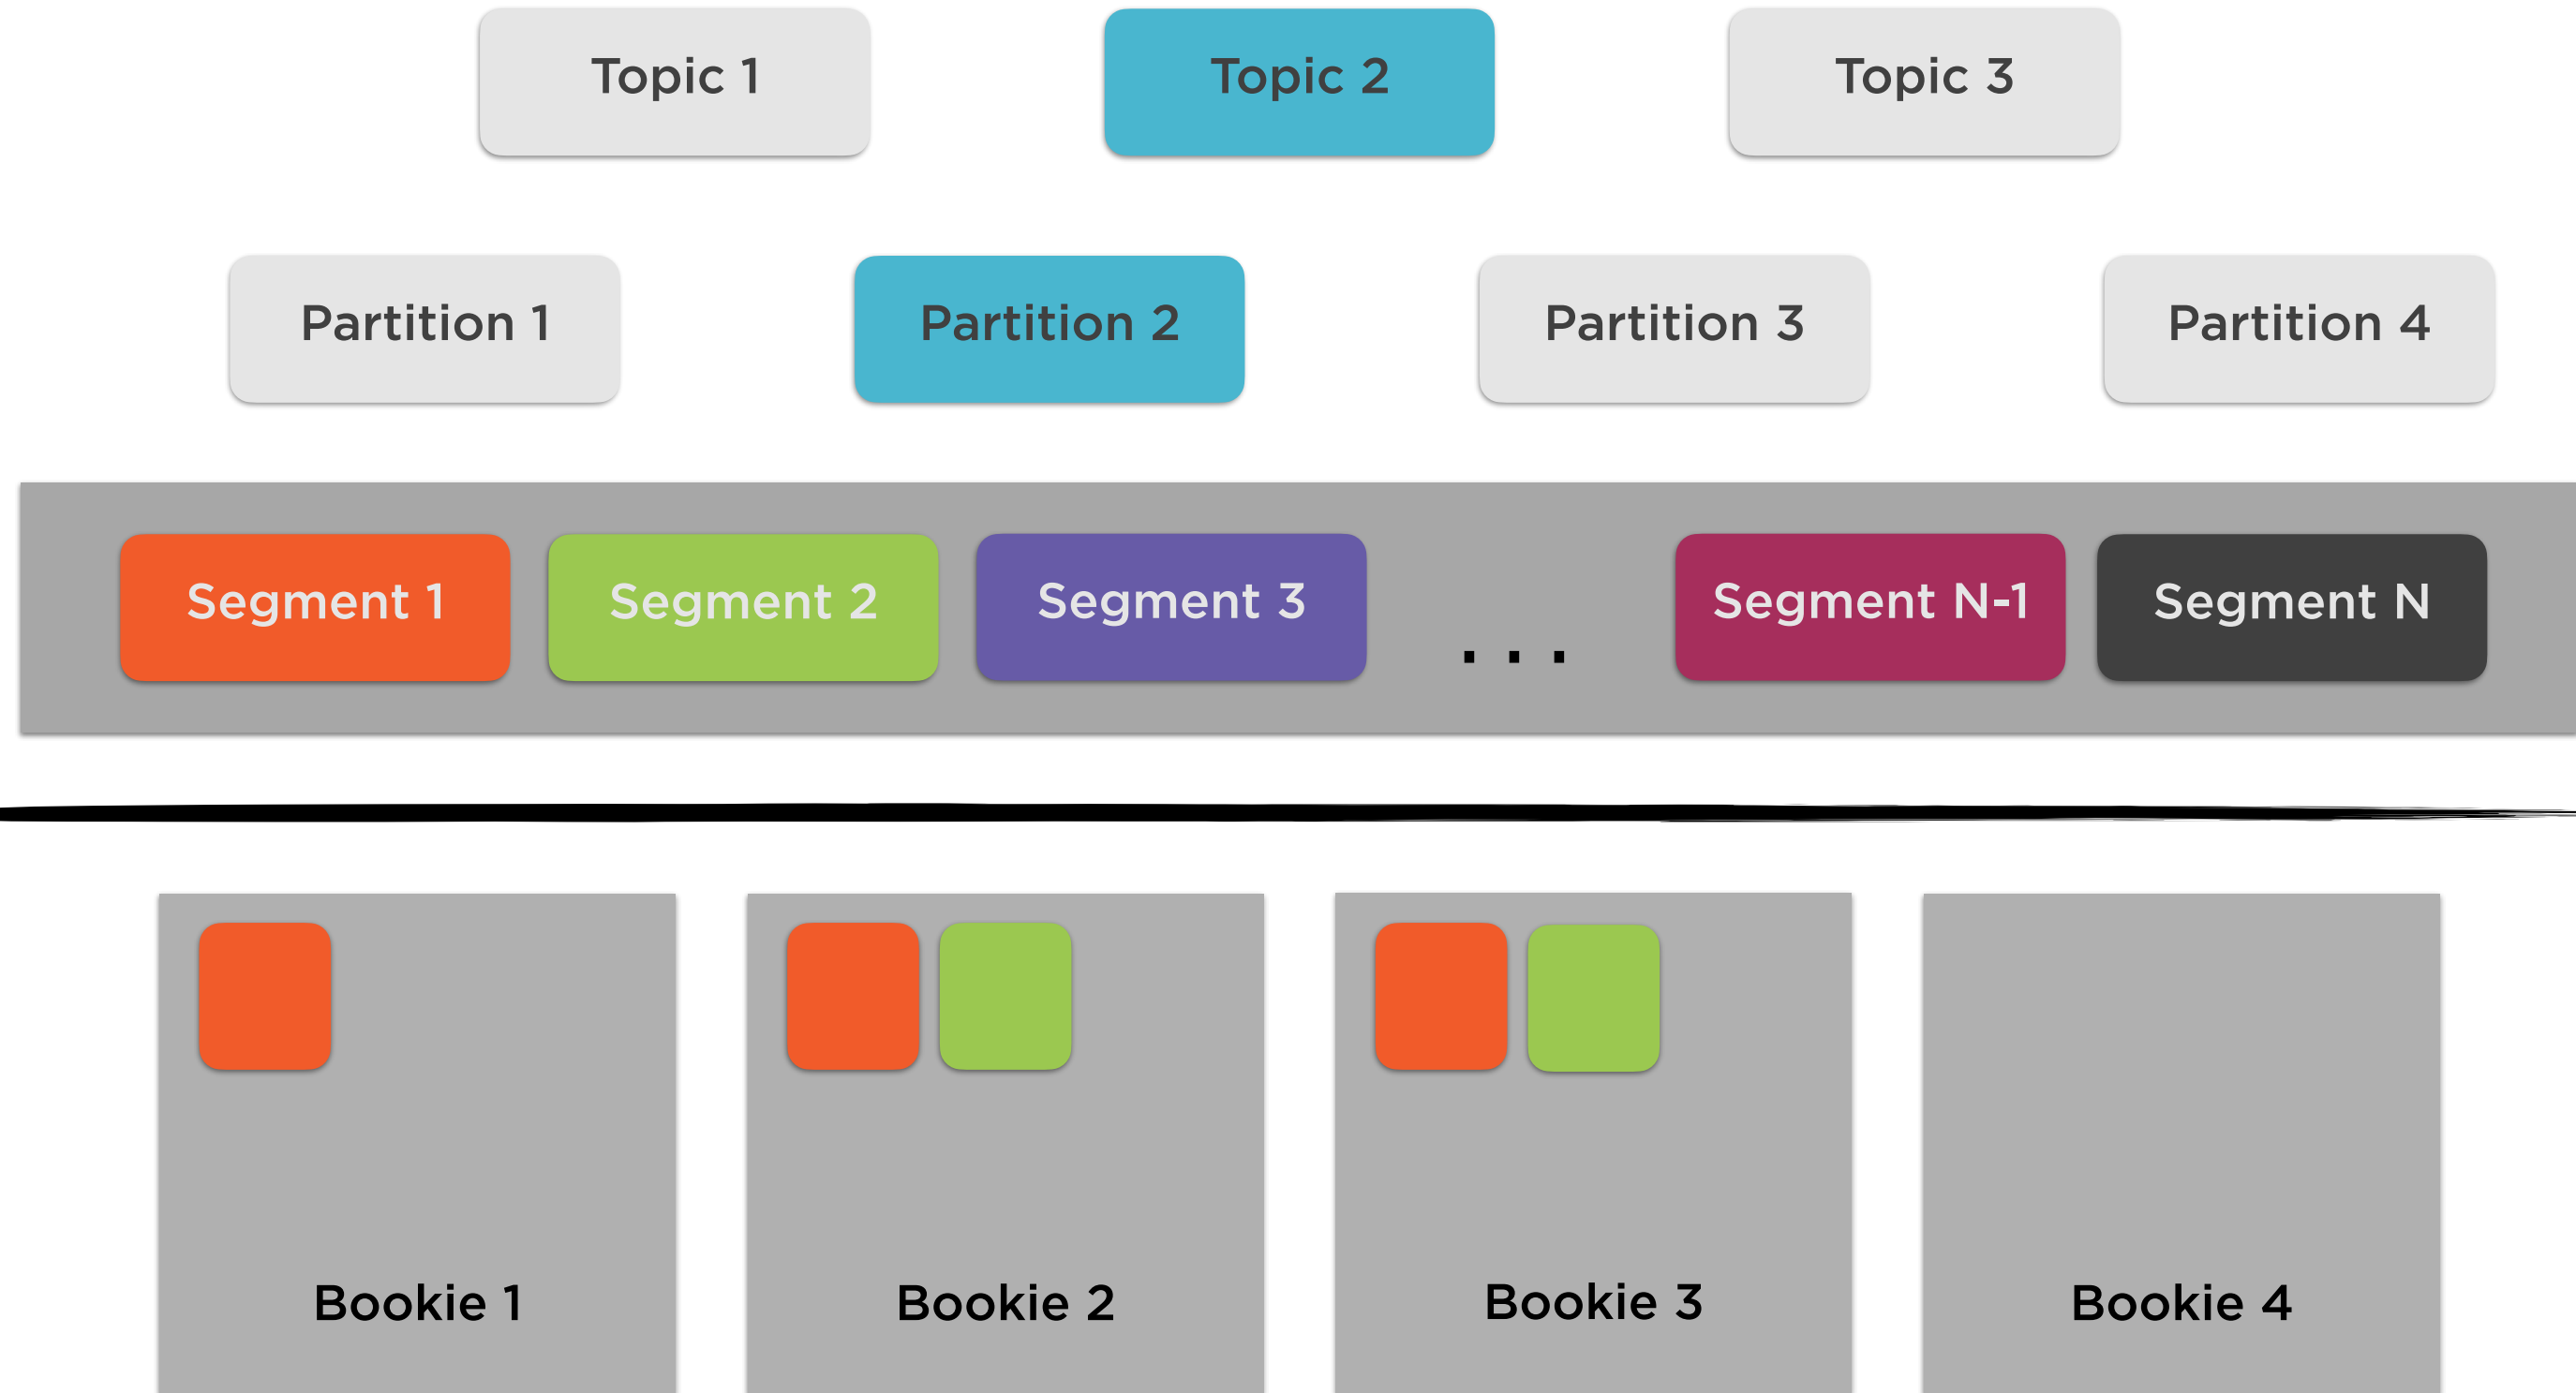 Topic 1
Topic 2
Topic 3
Partition 1
Partition 2
Partition 3
Partition 4
Segment 1
Segment 2
Segment 3
...
Segment N-1
Segment N
Bookie 1
Bookie 2
Bookie 3
Bookie 4